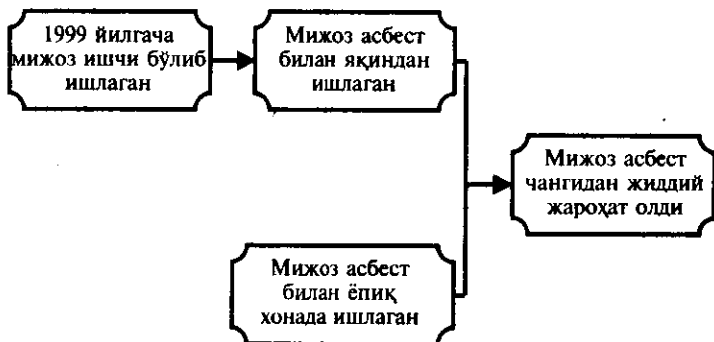 1999 йилгача
мижоз ишчи бўлиб
ишлаган
Мижоз асбест
билан яқиндан
ишлаган
Мижоз асбест
чангидан жиддий
жароҳат олди
Мижоз асбест
билан ёпиқ
хонада ишлаган